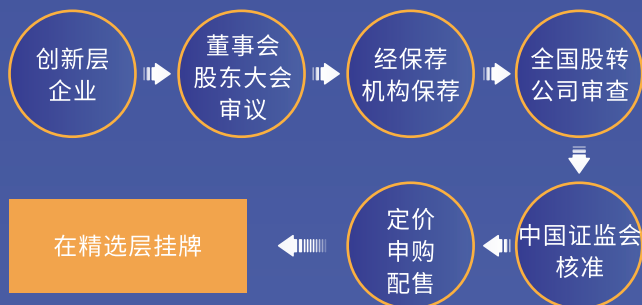 创新层
企业
董事会
股东大会
审议
经保荐
机构保荐
全国股转
公司审查
中国证监会
核准
定价
申购
配售
在精选层挂牌